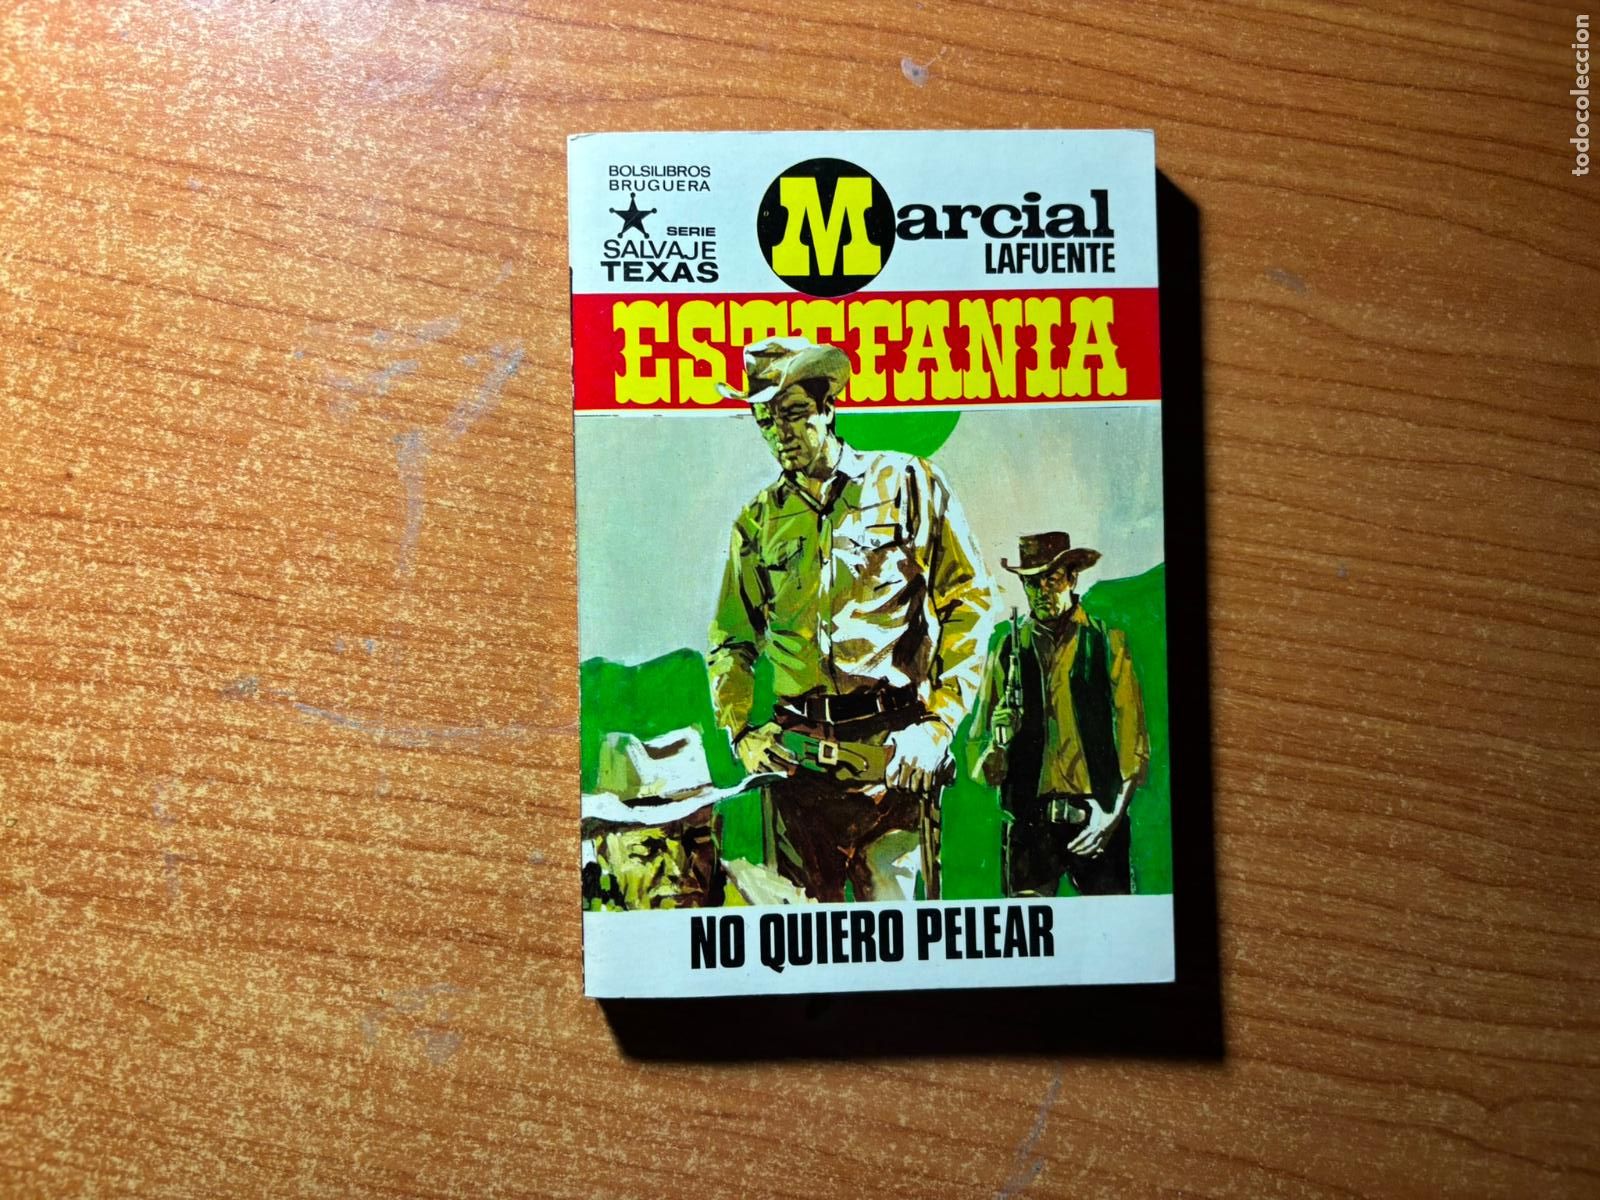 BOLSILIBROS
BRUGUERA
SERIE
SALVAJE
TEXAS
Marcial
LAFUENTE
ESTEFANIA
NO QUIERO PELEAR
todocoleccion